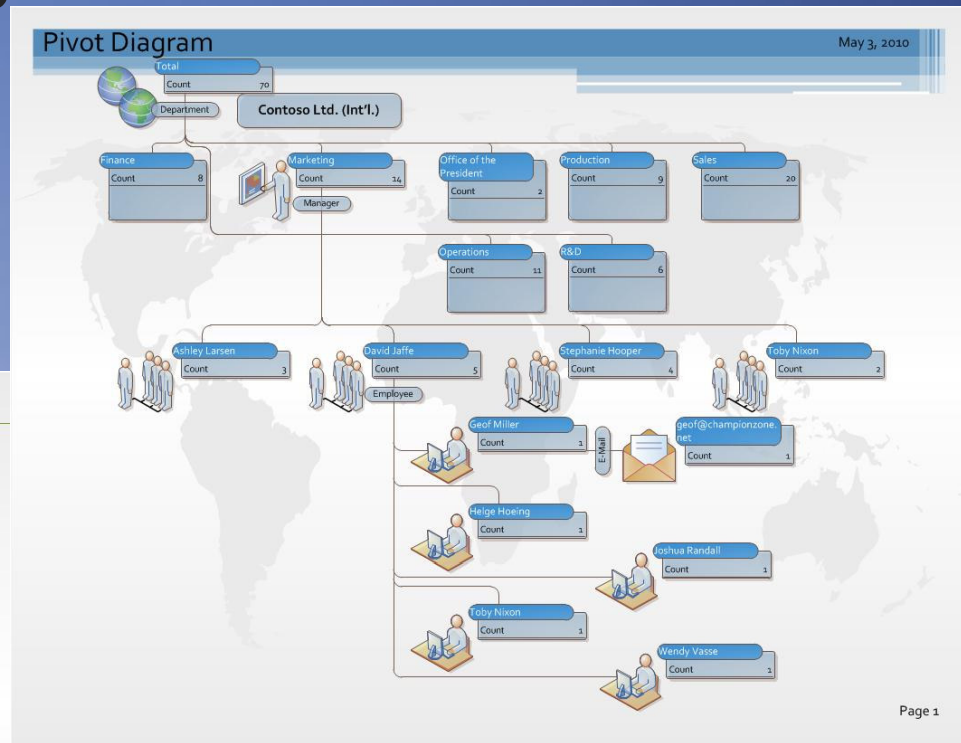 Pivot Diagram
May 3, 2010
Total
Count 70
Department
Contoso Ltd. (Int'l.)
Finance
Count 8
Marketing
Count 14
Manager
Office of the
President
Count 2
Production
Count 9
Sales
Count 20
Operations
Count 11
R&D
Count 6
Ashley Larsen
Count 3
David Jaffe
Count 5
Employee
Stephanie Hooper
Count 4
Toby Nixon
Count 2
Geof Miller
Count 1
E-Mail
geof@championzone.
net
Count 1
Helge Hoeing
Count 1
Joshua Randall
Count 1
Toby Nixon
Count 1
Wendy Vasse
Count 1
Page 1